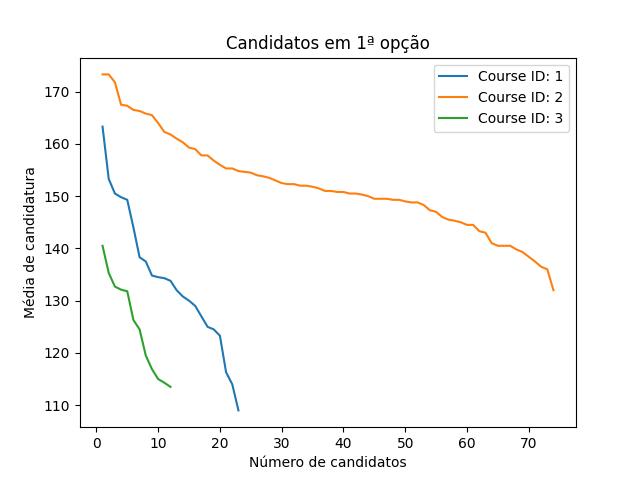 Candidatos em 1ª opção
Course ID: 1
Course ID: 2
Course ID: 3
Média de candidatura
170
160
150
140
130
120
110
0 10 20 30 40 50 60 70
Número de candidatos